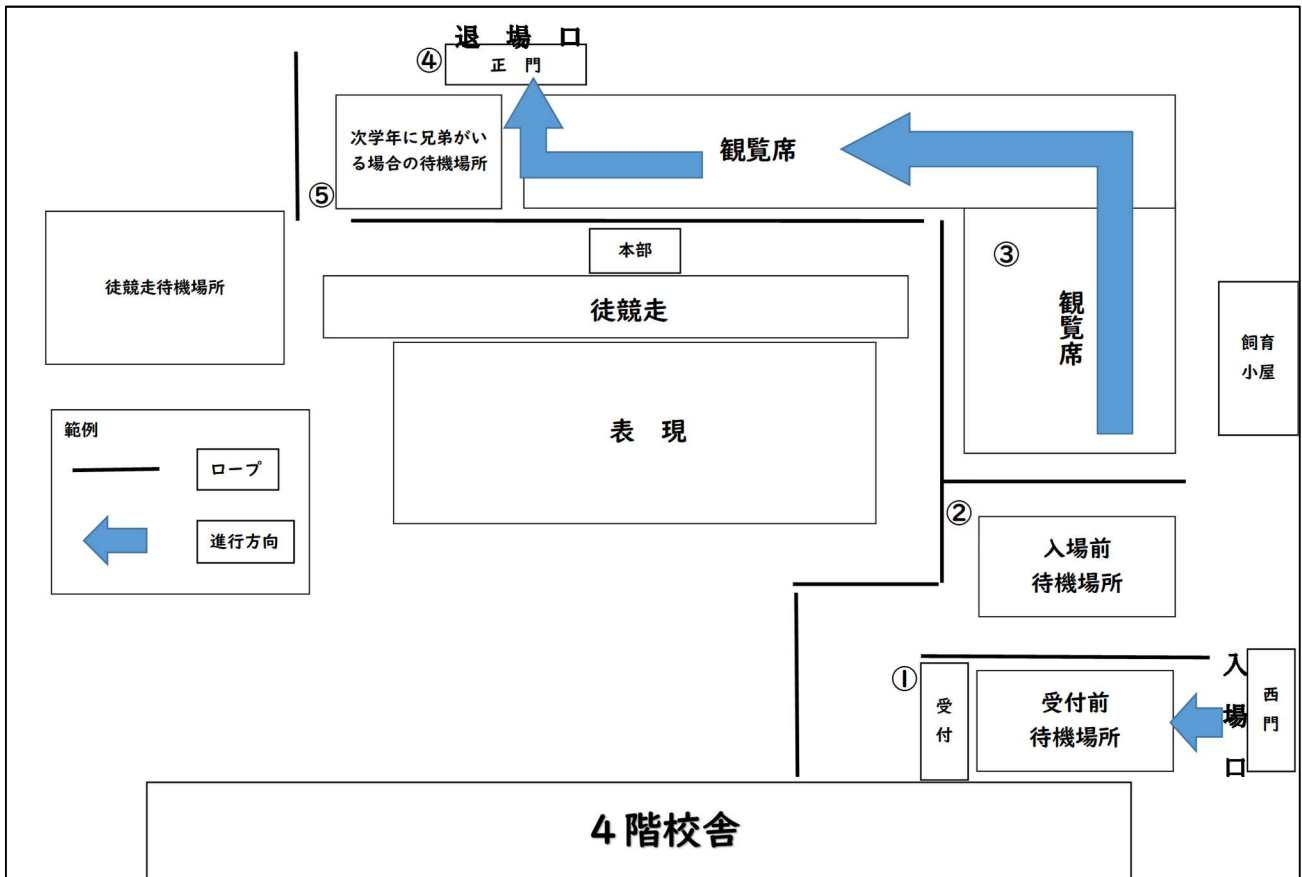 退 場 口
④
正 門
次学年に兄弟がい
る場合の待機場所
⑤
観覧席
③
観覧席
本部
徒競走
徒競走待機場所
飼育
小屋
表 現
範例
ロープ
進行方向
②
入場前
待機場所
①
受付
受付前
待機場所
入場口
西門
４階校舎